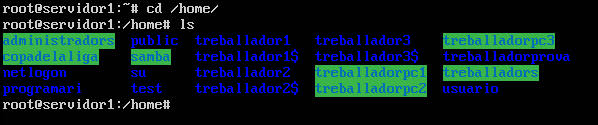 root@servidor1:~# cd /home/
root@servidor1:/home# ls
administradors public treballador1 treballador3 treballadorpc3
copadelaliga samba treballador1$ treballador3$ treballadorprova
netlogon su treballador2 treballadorpc1 treballadors
programari test treballador2$ treballadorpc2 usuario
root@servidor1:/home#